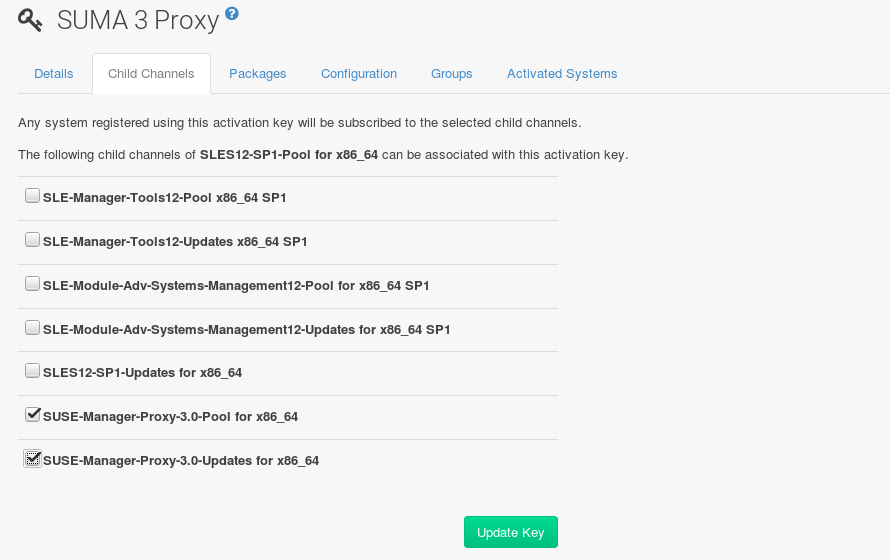 SUMA 3 Proxy ?
Details Child Channels Packages Configuration Groups Activated Systems
Any system registered using this activation key will be subscribed to the selected child channels.
The following child channels of SLES12-SP1-Pool for x86_64 can be associated with this activation key.
SLE-Manager-Tools12-Pool x86_64 SP1
SLE-Manager-Tools12-Updates x86_64 SP1
SLE-Module-Adv-Systems-Management12-Pool for x86_64 SP1
SLE-Module-Adv-Systems-Management12-Updates for x86_64 SP1
SLES12-SP1-Updates for x86_64
SUSE-Manager-Proxy-3.0-Pool for x86_64
SUSE-Manager-Proxy-3.0-Updates for x86_64
Update Key